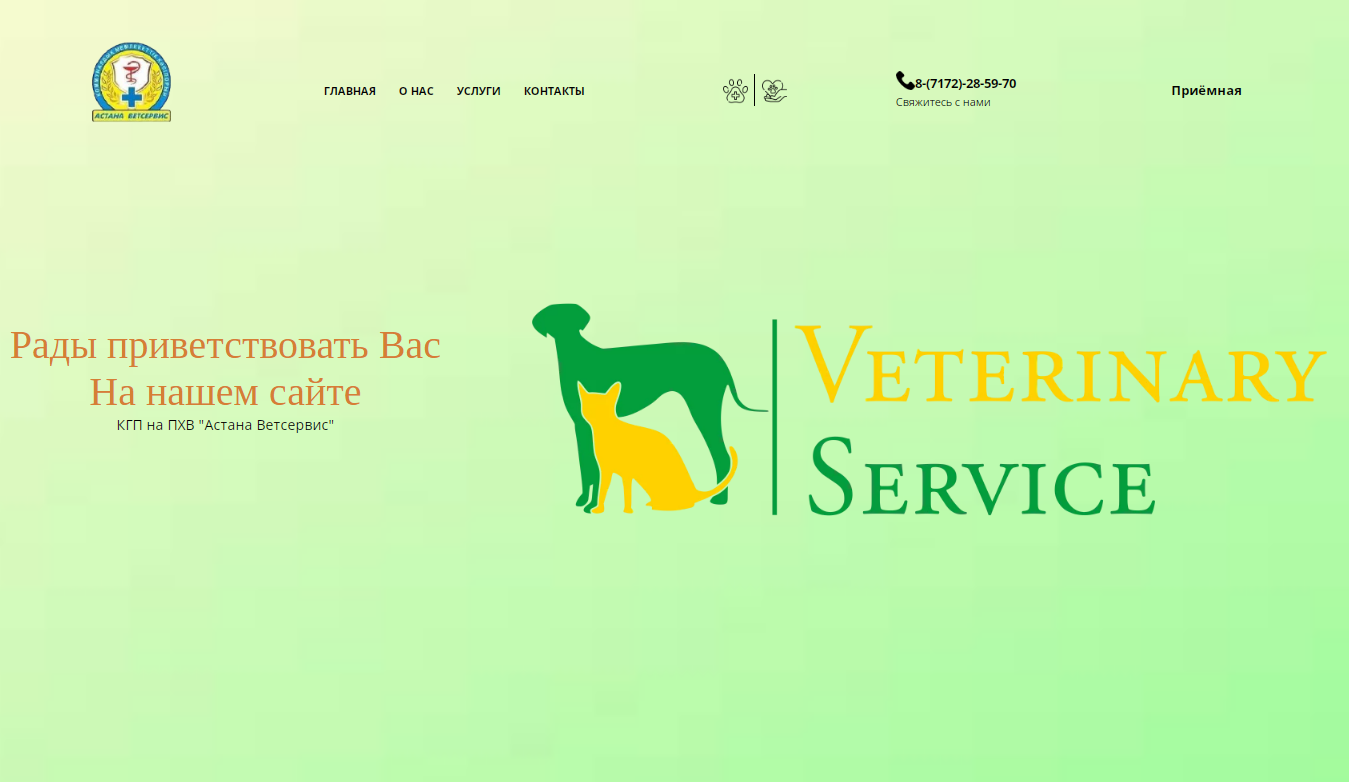 АСТАНА ВЕТСЕРВИС
ГЛАВНАЯ О НАС УСЛУГИ КОНТАКТЫ
8-(7172)-28-59-70
Свяжитесь с нами
Приёмная
Рады приветствовать Вас
На нашем сайте
КГП на ПХВ "Астана Ветсервис"
VETERINARY
SERVICE